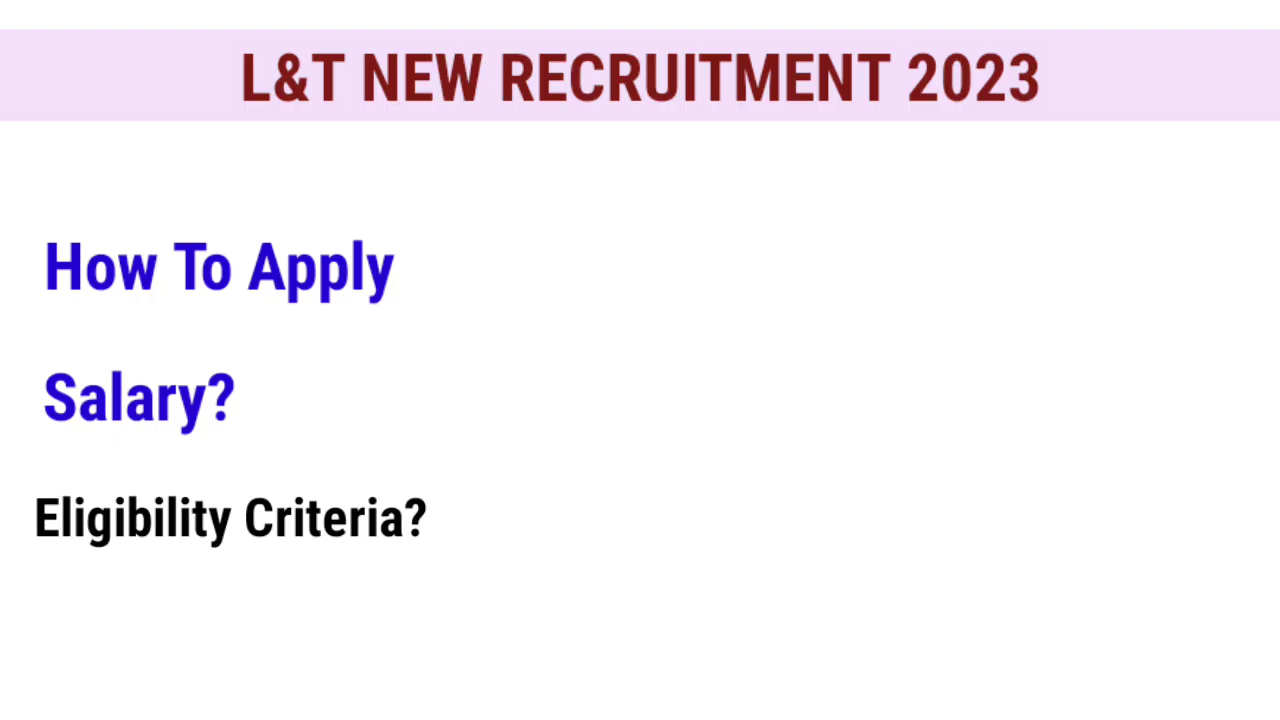 L&T NEW RECRUITMENT 2023
How To Apply
Salary?
Eligibility Criteria?